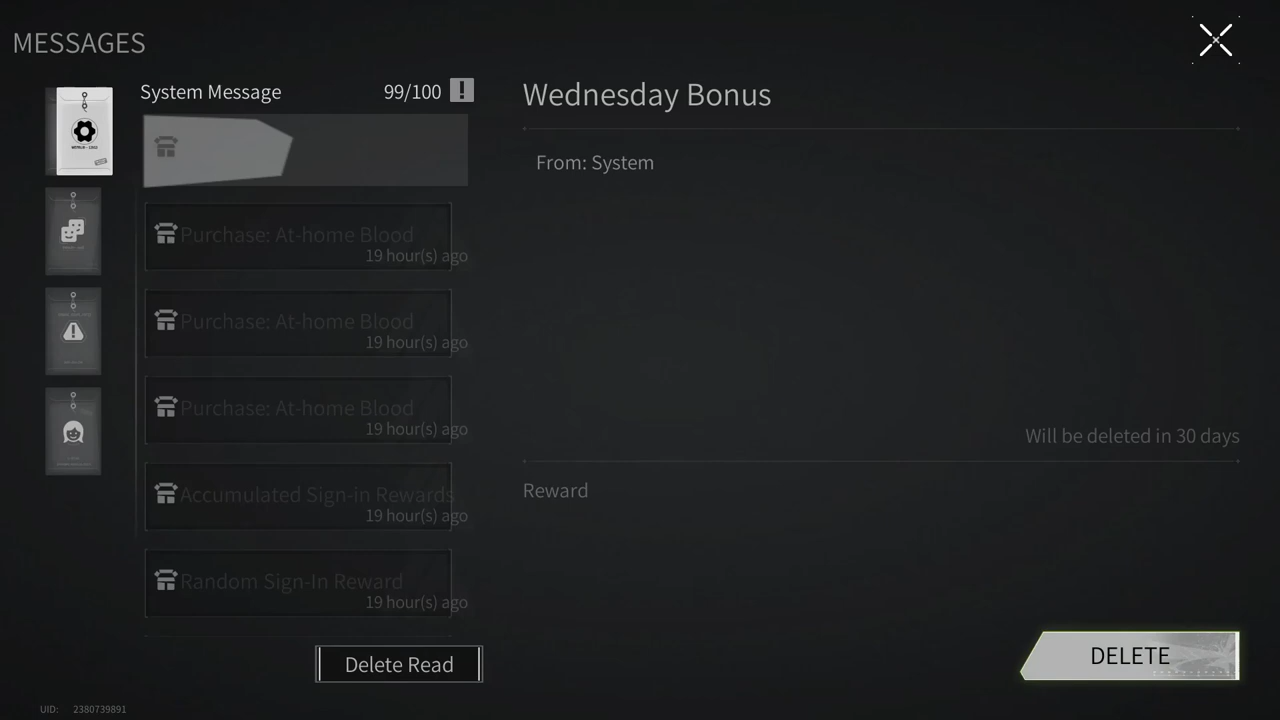 MESSAGES
System Message 99/100
Wednesday Bonus
From: System
Purchase: At-home Blood
19 hour(s) ago
Purchase: At-home Blood
19 hour(s) ago
Purchase: At-home Blood
19 hour(s) ago
Accumulated Sign-in Rewards
19 hour(s) ago
Random Sign-In Reward
19 hour(s) ago
Will be deleted in 30 days
Reward
Delete Read
DELETE
UID: 2380739891